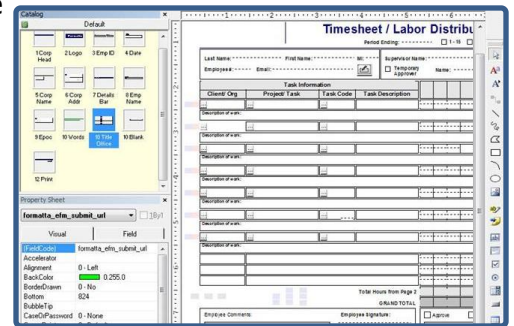 e
Catalog
Default
1 Corp Head
2 Logo
3 Emp ID
4 Date
5 Corp Name
6 Corp Addr
7 Details Bar
8 Emp Name
9 Epoc
10 Words
10 Title Office
10 Blank
12 Print
Property Sheet
formatta_efm_submit_url
1By1
Visual
Field
(FieldCode) formatta_efm_submit_url
Accelerator
Alignment 0 - Left
BackColor 0.255.0
BorderDrawn 0 - No
Bottom 824
BubbleTip
CaseOrPassword 0 - None
Timesheet / Labor Distribu
Period Ending: 1 - 15
Last Name: First Name: MI: Supervisor Name:
Employee#: Email: Temporary Approver Name:
Task Information
Client/ Org Project/ Task Task Code Task Description
Description of work:
Description of work:
Description of work:
Description of work:
Description of work:
Description of work:
Description of work:
Total Hours from Page 2
GRAND TOTAL
Employee Comments: Employee Signature: Approve